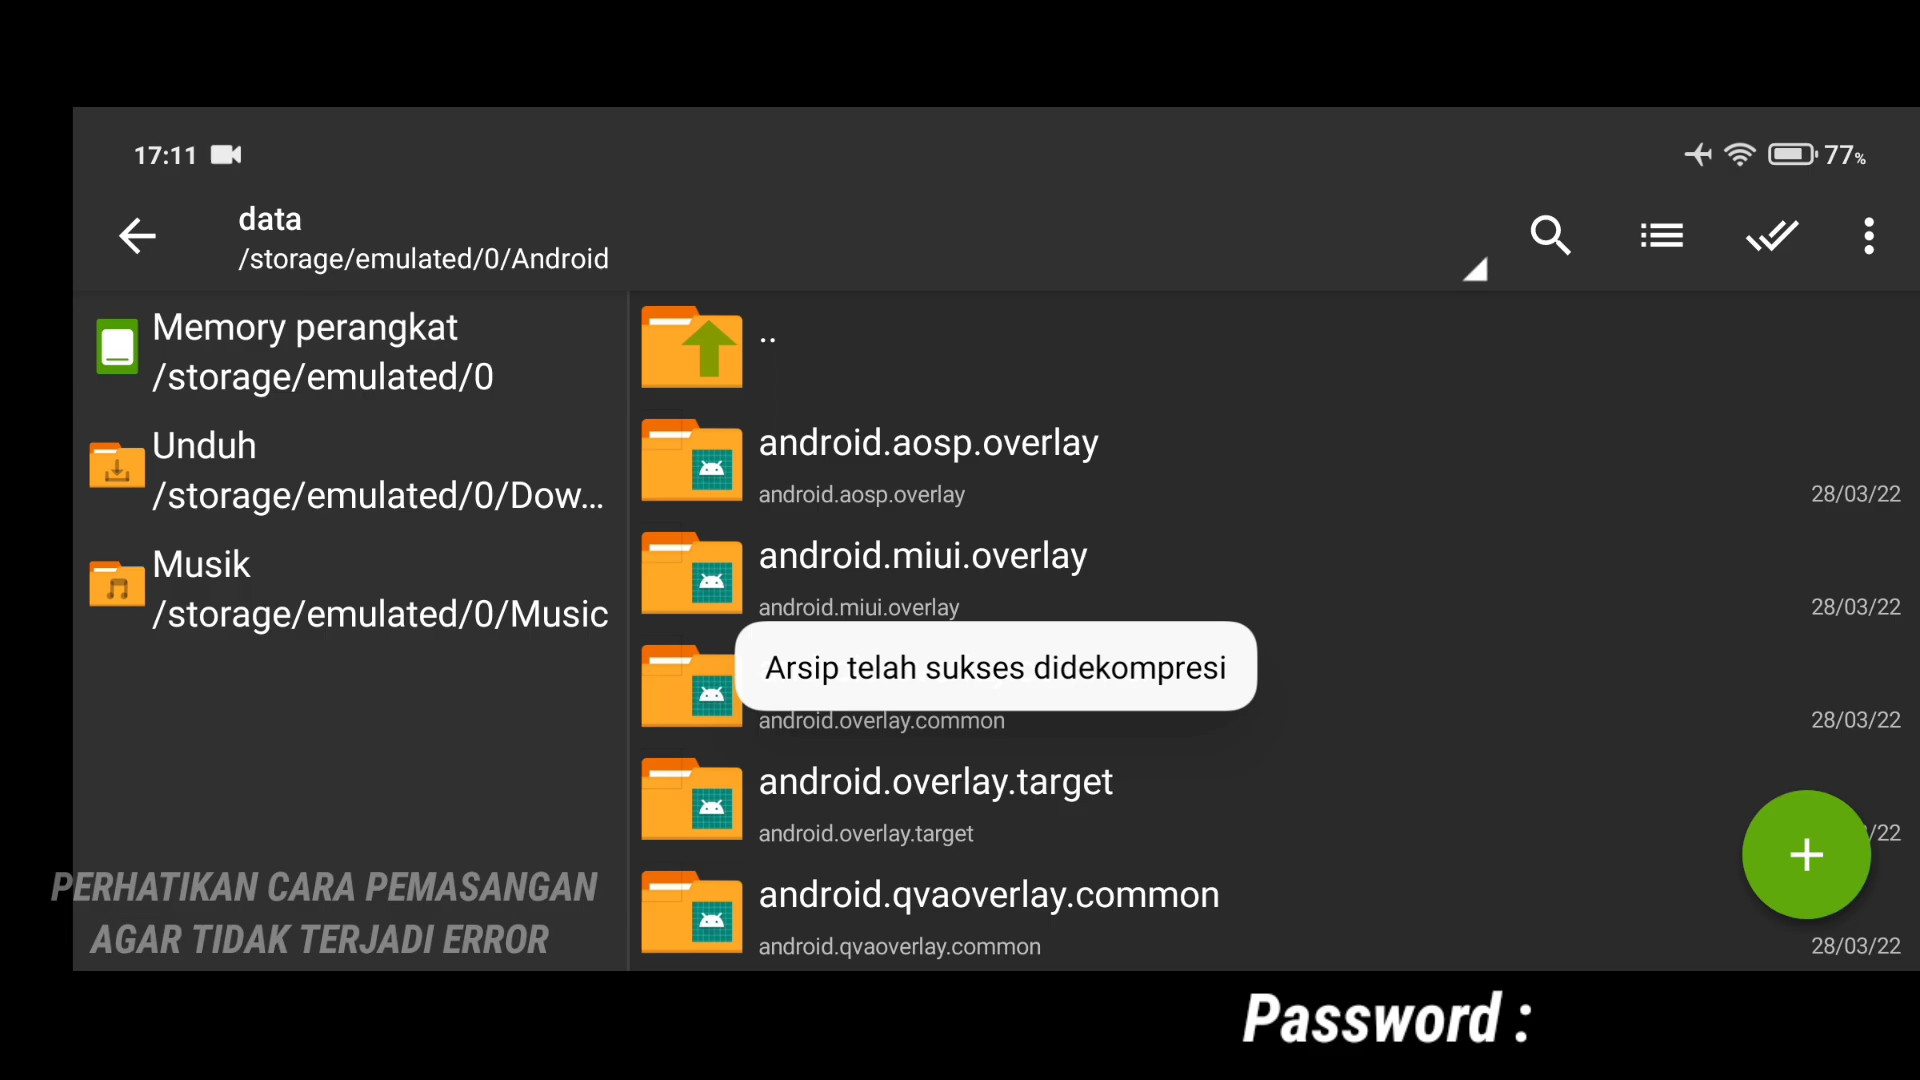 17:11
77%
data
/storage/emulated/0/Android
Memory perangkat
/storage/emulated/0
Unduh
/storage/emulated/0/Dow...
Musik
/storage/emulated/0/Music
..
android.aosp.overlay
android.aosp.overlay
28/03/22
android.miui.overlay
android.miui.overlay
28/03/22
Arsip telah sukses didekompresi
android.overlay.common
28/03/22
android.overlay.target
android.overlay.target
/22
android.qvaoverlay.common
android.qvaoverlay.common
28/03/22
PERHATIKAN CARA PEMASANGAN
AGAR TIDAK TERJADI ERROR
Password :